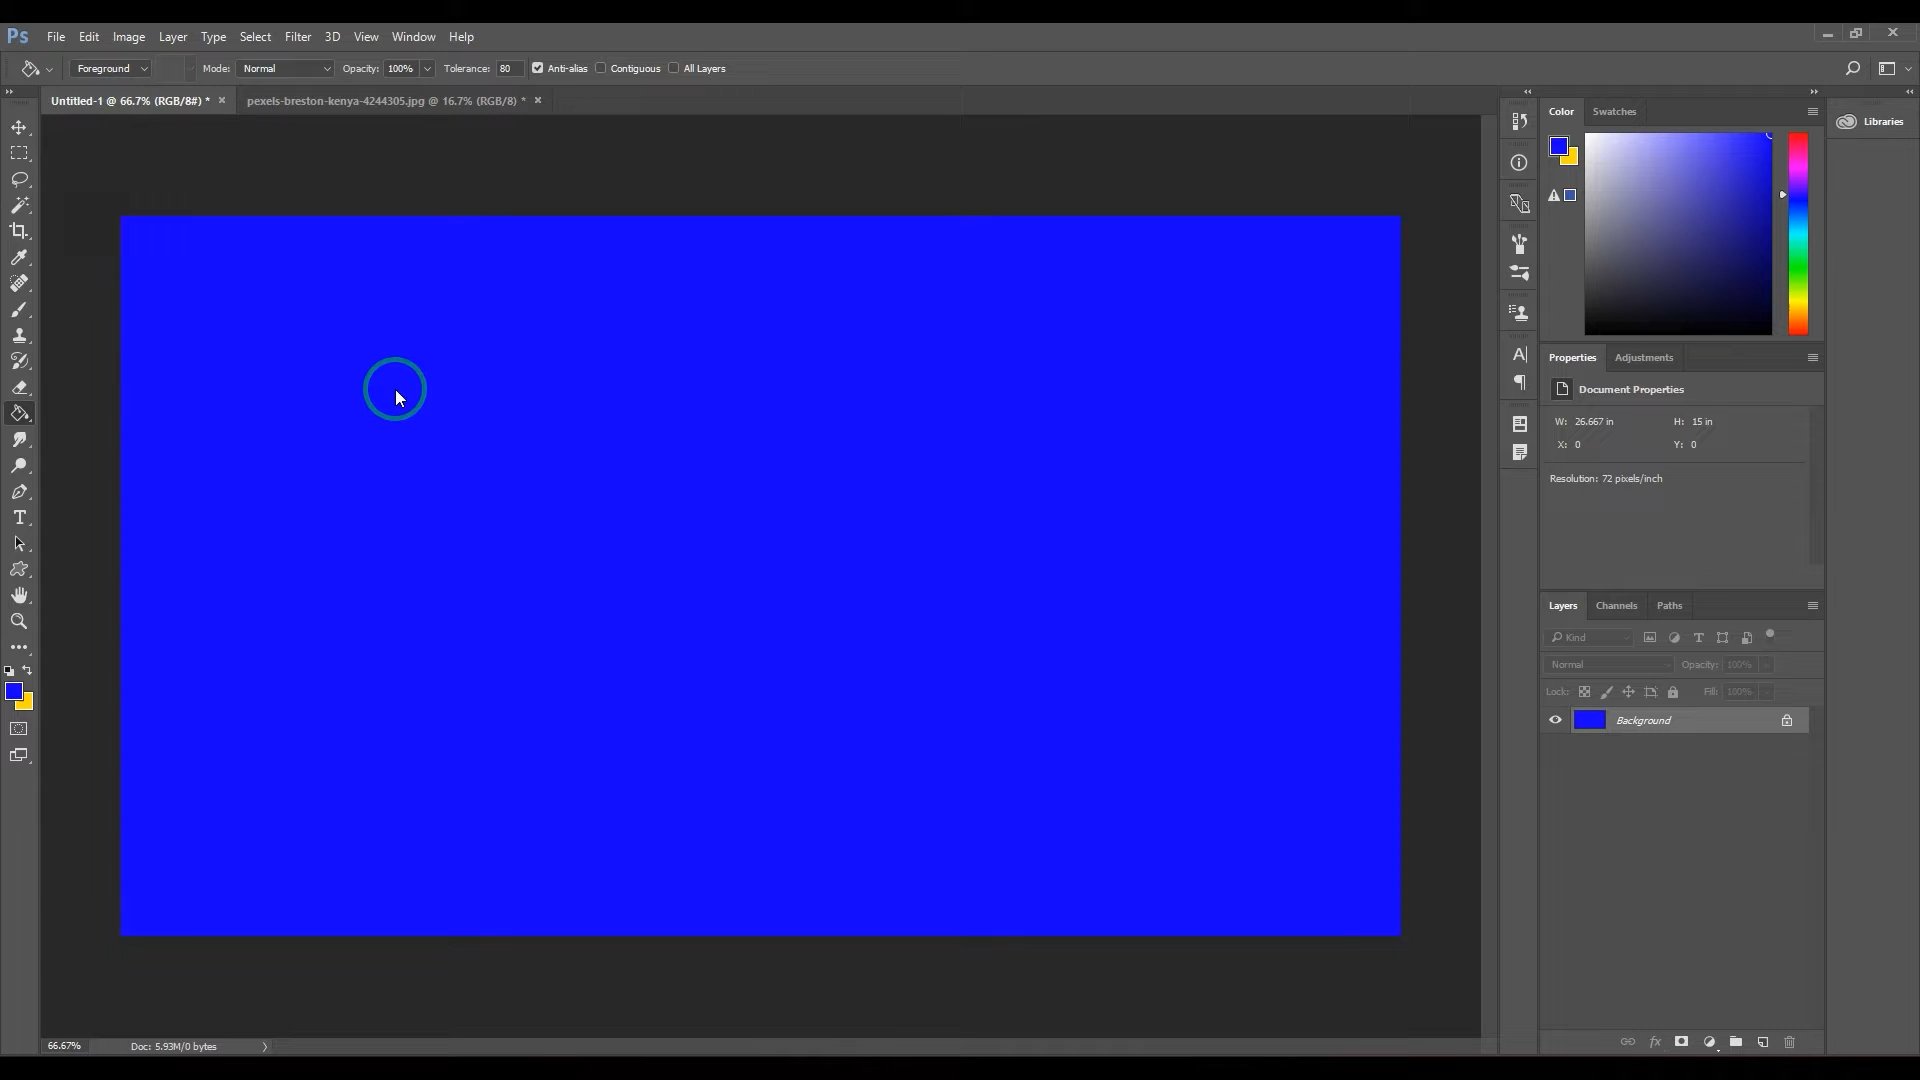 Ps File Edit Image Layer Type Select Filter 3D View Window Help
Foreground Mode: Normal Opacity: 100% Tolerance: 80 Anti-alias Contiguous All Layers
Untitled-1 @ 66.7% (RGB/8#) * pexels-breston-kenya-4244305.jpg @ 16.7% (RGB/8) *
Color Swatches
Libraries
Properties Adjustments
Document Properties
W: 26.667 in H: 15 in
X: 0 Y: 0
Resolution: 72 pixels/inch
Layers Channels Paths
Kind
Normal Opacity: 100%
Lock: Fill: 100%
Background
66.67% Doc: 5.93M/0 bytes